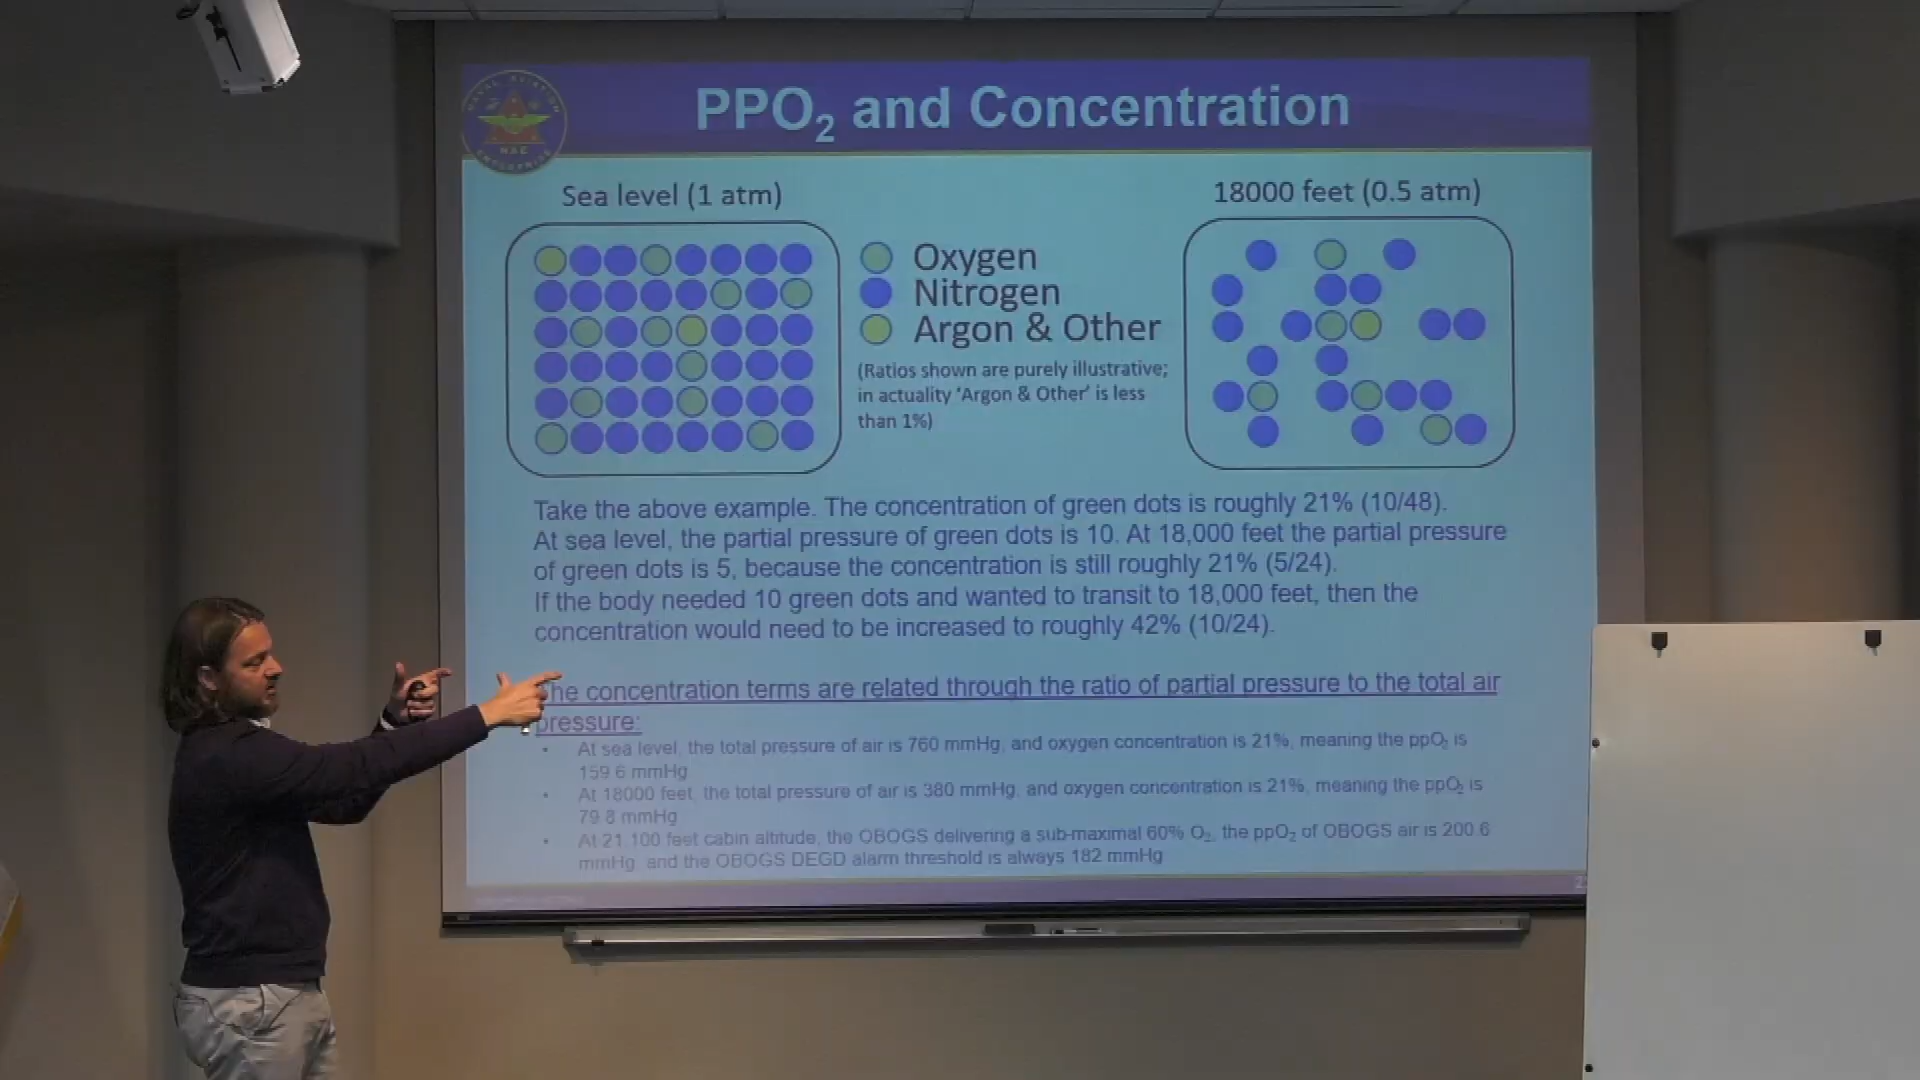 NAVAL AVIATION
NAE
ENTERPRISE
PPO₂ and Concentration
Sea level (1 atm)
18000 feet (0.5 atm)
Oxygen
Nitrogen
Argon & Other
(Ratios shown are purely illustrative;
in actuality 'Argon & Other' is less
than 1%)
Take the above example. The concentration of green dots is roughly 21% (10/48).
At sea level, the partial pressure of green dots is 10. At 18,000 feet the partial pressure
of green dots is 5, because the concentration is still roughly 21% (5/24).
If the body needed 10 green dots and wanted to transit to 18,000 feet, then the
concentration would need to be increased to roughly 42% (10/24).
The concentration terms are related through the ratio of partial pressure to the total air
pressure:
• At sea level, the total pressure of air is 760 mmHg, and oxygen concentration is 21%, meaning the ppO₂ is
159.6 mmHg
• At 18000 feet, the total pressure of air is 380 mmHg, and oxygen concentration is 21%, meaning the ppO₂ is
79.8 mmHg
• At 21,100 feet cabin altitude, the OBOGS delivering a sub-maximal 60% O₂, the ppO₂ of OBOGS air is 200.6
mmHg, and the OBOGS DEGD alarm threshold is always 182 mmHg